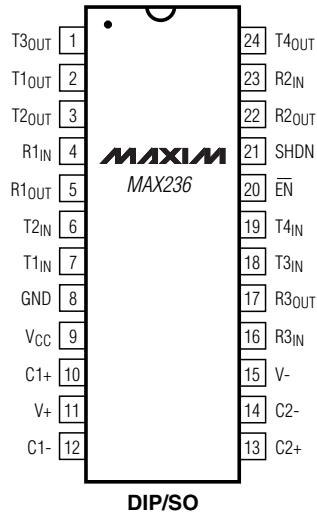 T3OUT 1 24 T4OUT
T1OUT 2 23 R2IN
T2OUT 3 22 R2OUT
R1IN 4 MAXIM 21 SHDN
R1OUT 5 MAX236 20 E̅N̅
T2IN 6 19 T4IN
T1IN 7 18 T3IN
GND 8 17 R3OUT
VCC 9 16 R3IN
C1+ 10 15 V-
V+ 11 14 C2-
C1- 12 13 C2+
DIP/SO